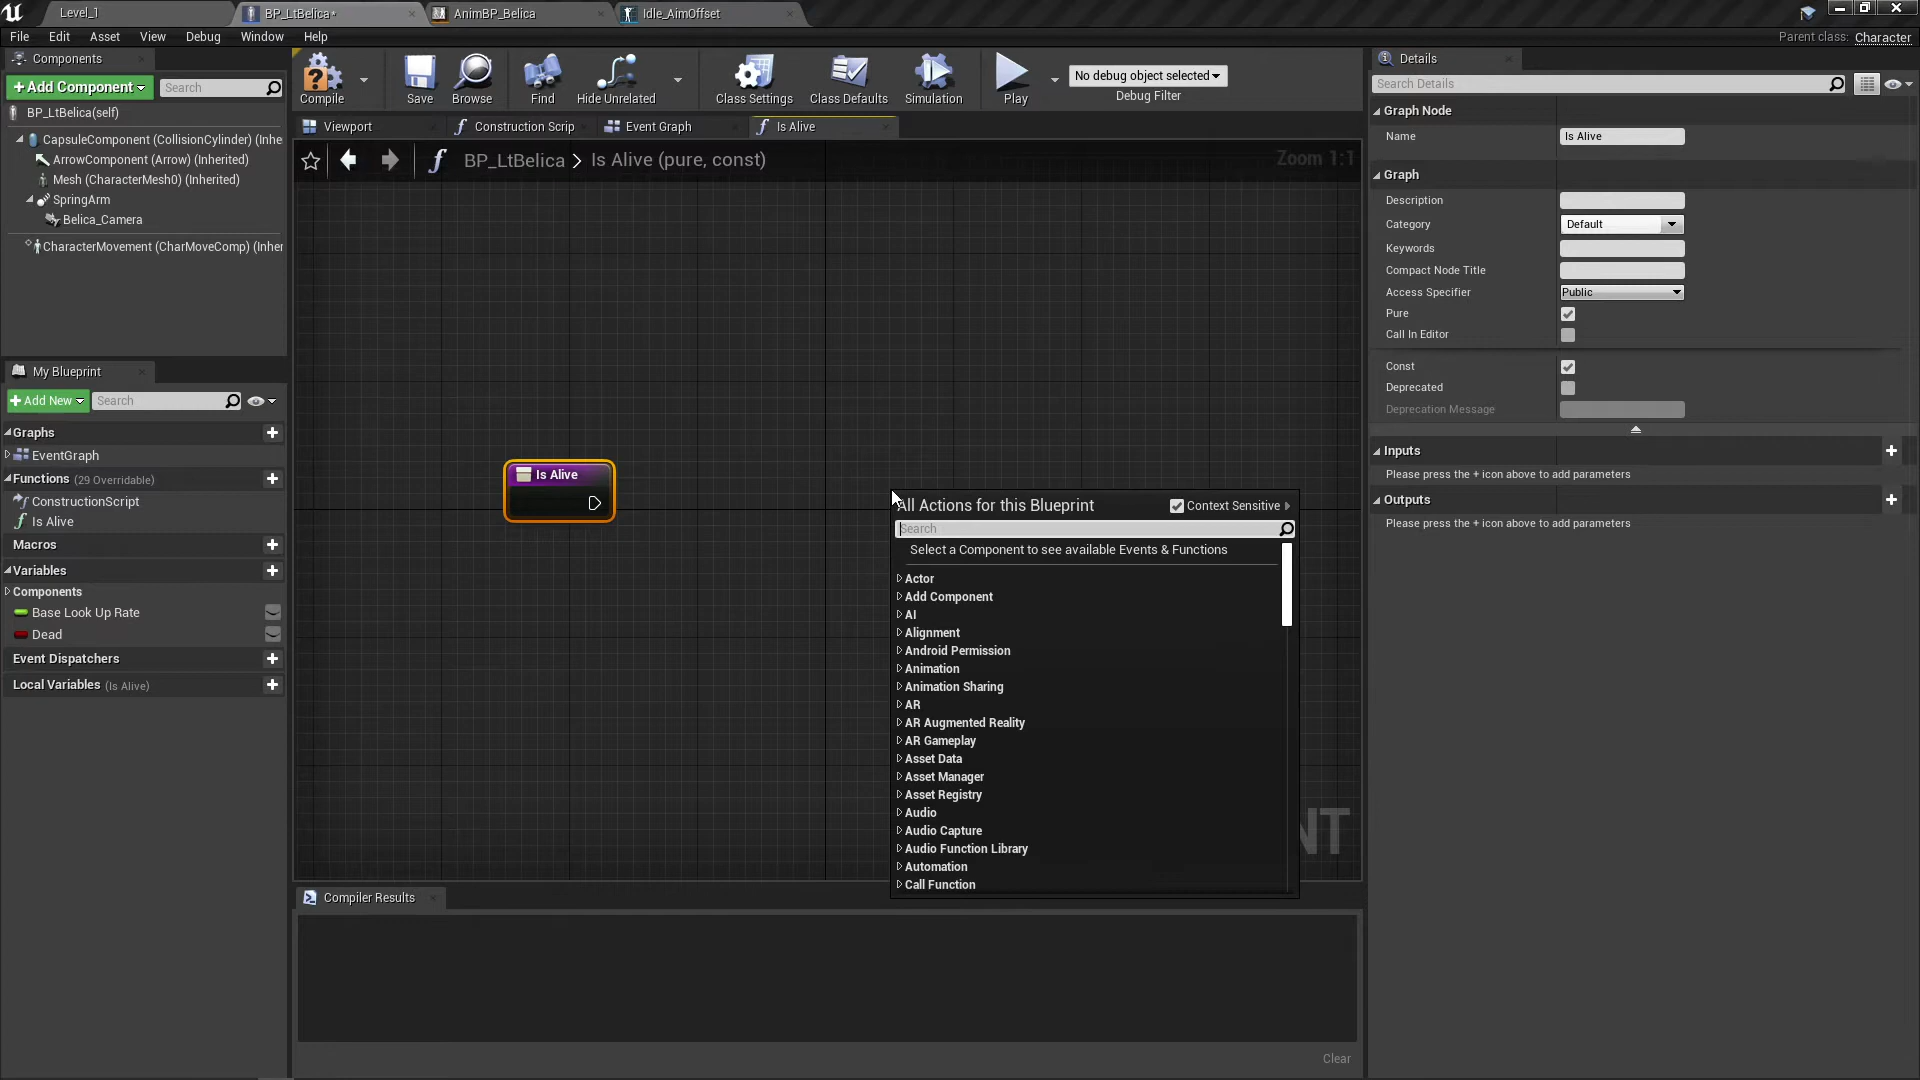 Level_1
BP_LtBelica*
AnimBP_Belica
Idle_AimOffset
File Edit Asset View Debug Window Help
Parent class: Character
Components
+Add Component
Search
BP_LtBelica(self)
CapsuleComponent (CollisionCylinder) (Inhe
ArrowComponent (Arrow) (Inherited)
Mesh (CharacterMesh0) (Inherited)
SpringArm
Belica_Camera
CharacterMovement (CharMoveComp) (Inher
My Blueprint
+Add New
Search
Graphs
EventGraph
Functions (29 Overridable)
ConstructionScript
Is Alive
Macros
Variables
Components
Base Look Up Rate
Dead
Event Dispatchers
Local Variables (Is Alive)
Compile
Save
Browse
Find
Hide Unrelated
Class Settings
Class Defaults
Simulation
Play
No debug object selected
Debug Filter
Viewport
Construction Scrip
Event Graph
Is Alive
BP_LtBelica > Is Alive (pure, const)
Zoom 1:1
Is Alive
All Actions for this Blueprint
Context Sensitive
Search
Select a Component to see available Events & Functions
Actor
Add Component
AI
Alignment
Android Permission
Animation
Animation Sharing
AR
AR Augmented Reality
AR Gameplay
Asset Data
Asset Manager
Asset Registry
Audio
Audio Capture
Audio Function Library
Automation
Call Function
NT
Compiler Results
Clear
Details
Search Details
Graph Node
Name Is Alive
Graph
Description
Category Default
Keywords
Compact Node Title
Access Specifier Public
Pure
Call In Editor
Const
Deprecated
Deprecation Message
Inputs
Please press the + icon above to add parameters
Outputs
Please press the + icon above to add parameters